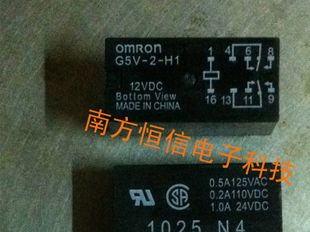 omron
G5V-2-H1
12VDC
Bottom View
MADE IN CHINA
1 4 6 8
16 13 11 9
南方恒信电子科技
0.5A125VAC
0.2A110VDC
1.0A 24VDC
1025 N4